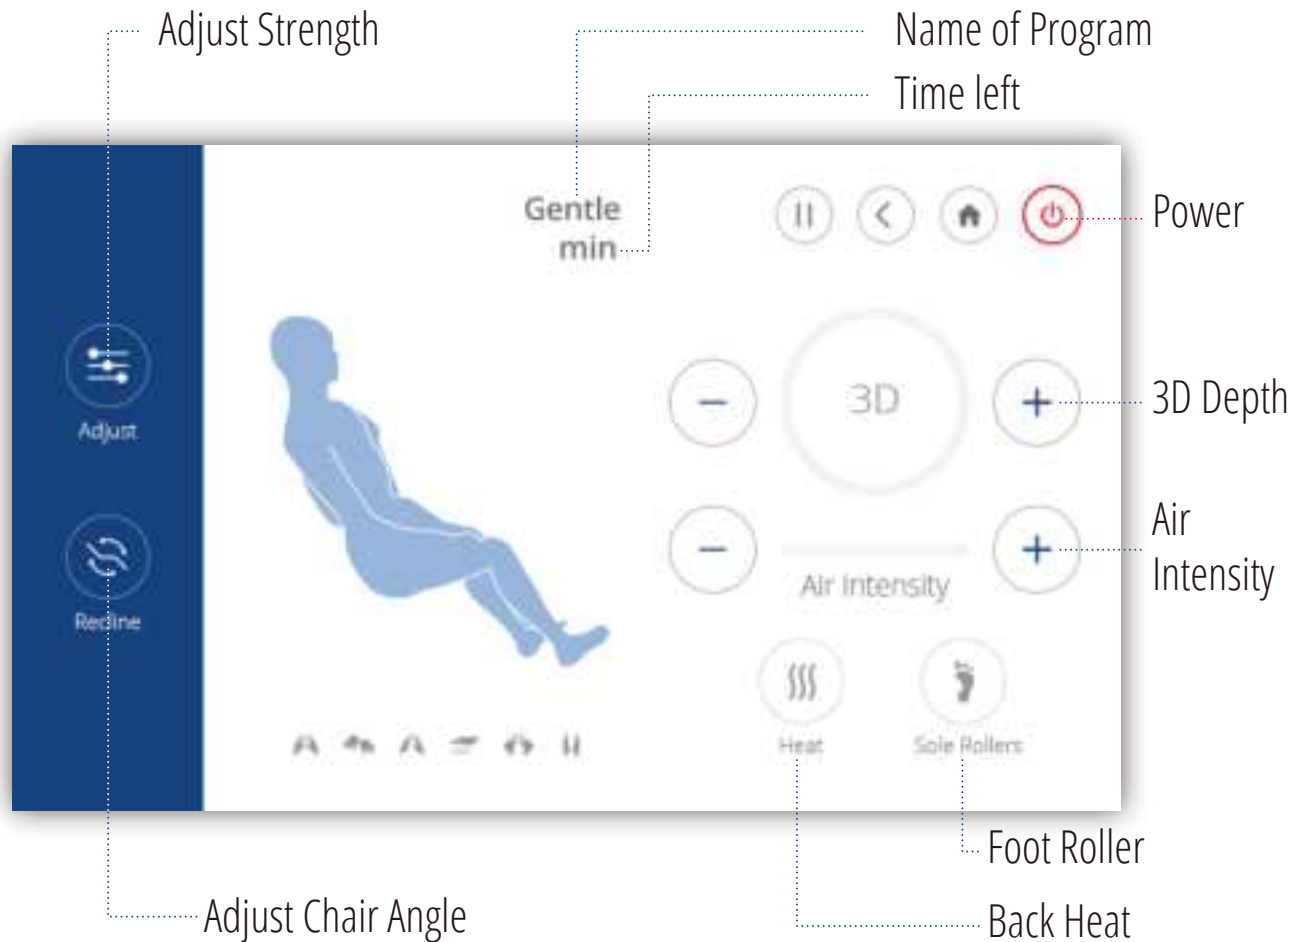 Adjust Strength
Name of Program
Time left
Gentle
min
Power
3D
3D Depth
Adjust
Air
Intensity
Air Intensity
Recline
Heat
Sole Rollers
Foot Roller
Adjust Chair Angle
Back Heat